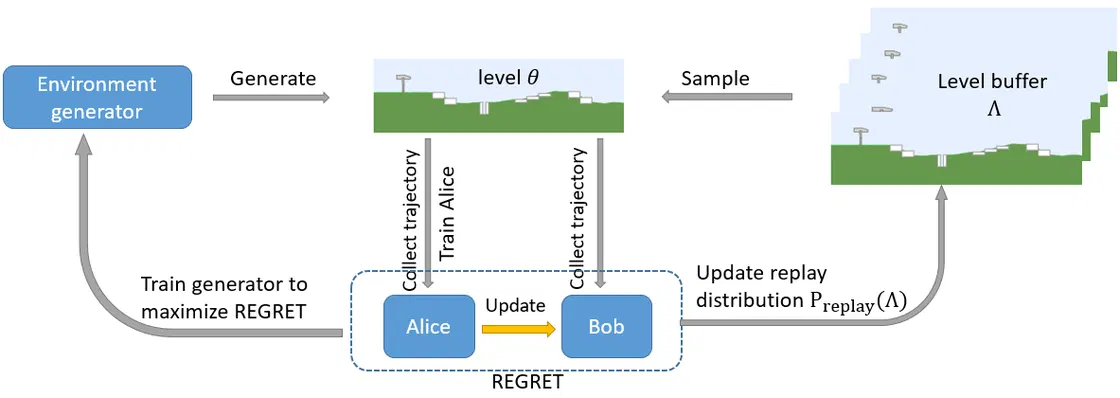 Environment
generator
Generate
level θ
Sample
Level buffer
Λ
Collect trajectory
Train Alice
Collect trajectory
Train generator to
maximize REGRET
Alice
Update
Bob
REGRET
Update replay
distribution P_replay(Λ)